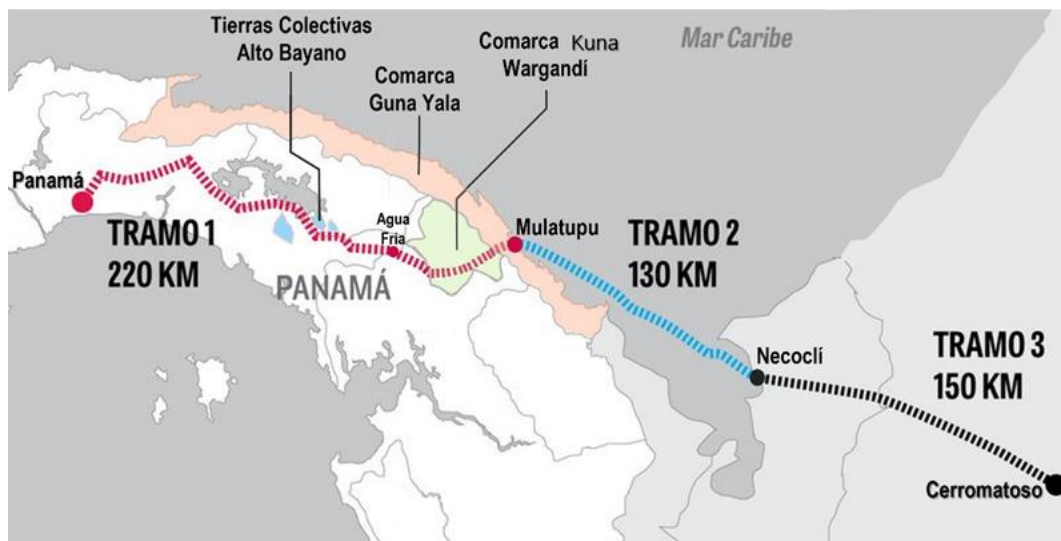 Tierras Colectivas
Alto Bayano
Comarca Kuna
Wargandí
Mar Caribe
Comarca
Guna Yala
Panamá
TRAMO 1
220 KM
Agua
Fria
Mulatupu
TRAMO 2
130 KM
PANAMÁ
Necoclí
TRAMO 3
150 KM
Cerromatoso